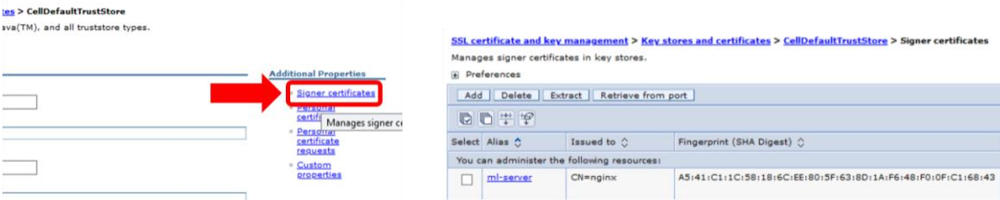 tes > CellDefaultTrustStore
ava(TM), and all truststore types.
Additional Properties
Signer certificates
Personal
certifi
Manages signer ce
Personal
certificate
requests
Custom
properties
SSL certificate and key management > Key stores and certificates > CellDefaultTrustStore > Signer certificates
Manages signer certificates in key stores.
Preferences
Add Delete Extract Retrieve from port
Select Alias Issued to Fingerprint (SHA Digest)
You can administer the following resources:
ml-server CN=nginx A5:41:C1:1C:58:18:6C:EE:80:5F:63:8D:1A:F6:48:F0:0F:C1:68:43